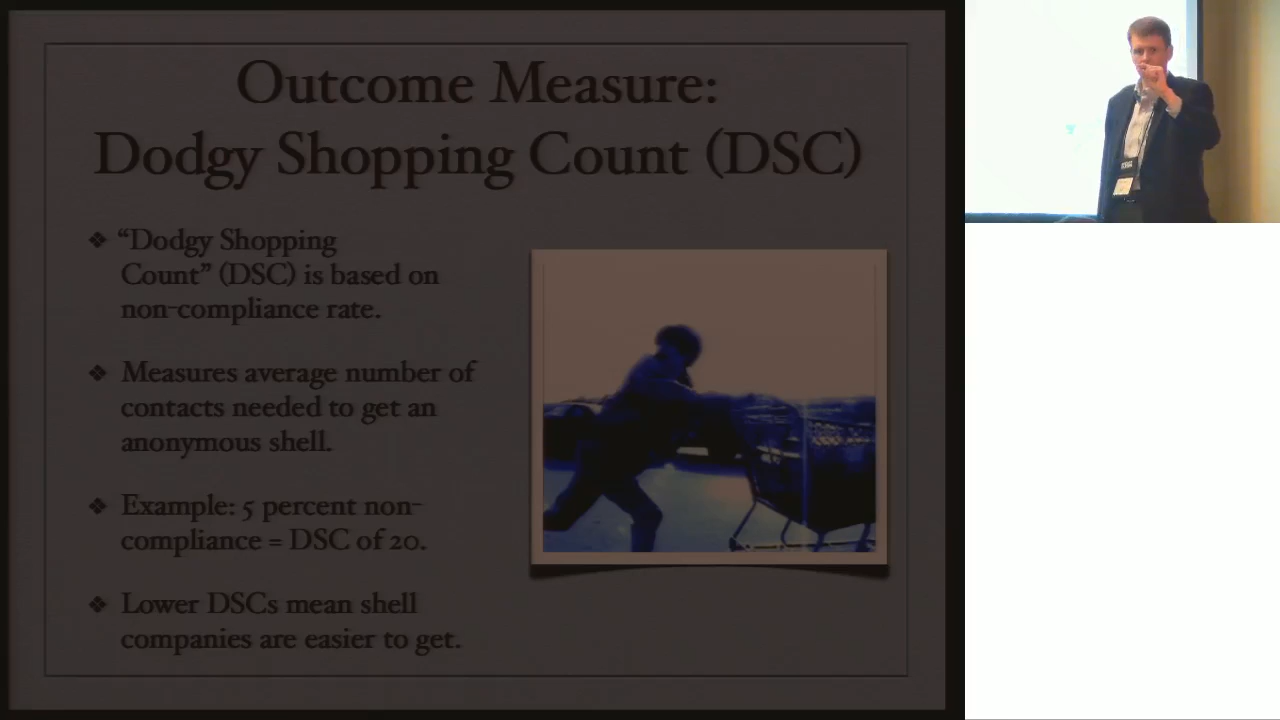 Outcome Measure:
Dodgy Shopping Count (DSC)
❖ “Dodgy Shopping
Count” (DSC) is based on
non-compliance rate.
❖ Measures average number of
contacts needed to get an
anonymous shell.
❖ Example: 5 percent non-
compliance = DSC of 20.
❖ Lower DSCs mean shell
companies are easier to get.